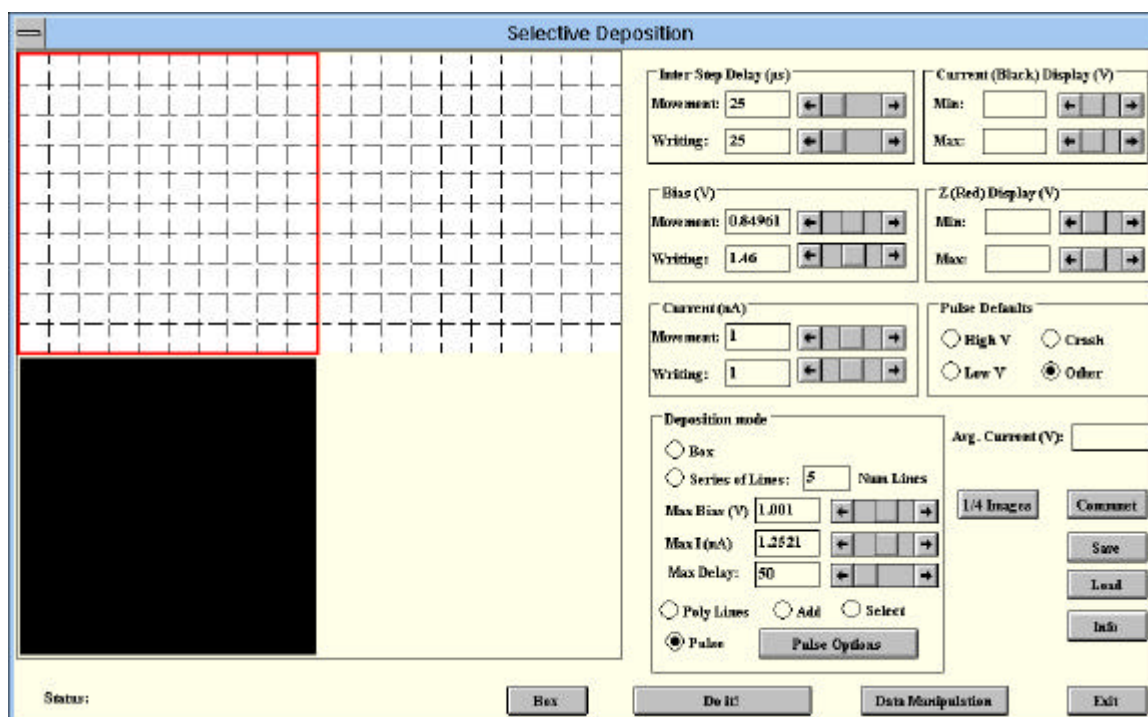 Selective Deposition
Inter Step Delay (µs)
Movement: 25
Writing: 25
Current (Black) Display (V)
Min:
Max:
Bias (V)
Movement: 0.84961
Writing: 1.46
Z (Red) Display (V)
Min:
Max:
Current (nA)
Movement: 1
Writing: 1
Pulse Defaults
High V Crash
Low V Other
Deposition mode
Box
Series of Lines: 5 Num Lines
Max Bias (V) 1.001
Max I (nA) 1.2521
Max Delay: 50
Poly Lines Add Select
Pulse Pulse Options
Avg. Current (V):
1/4 Images Commnet
Save
Load
Info
Status: Box Do it! Data Manipulation Exit